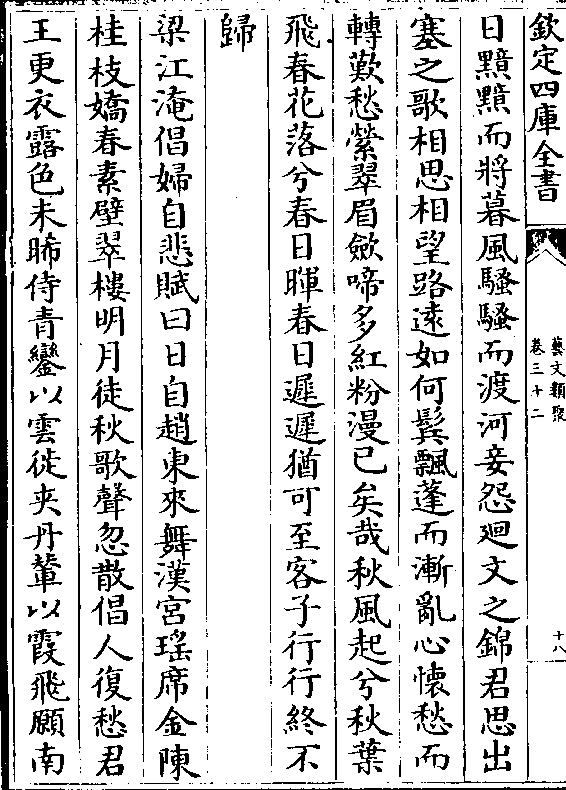 欽定四庫全書
藝文類聚
卷三十二
十八
日黯黯而將暮風騷騷而渡河妾怨廻文之錦君思出
塞之歌相思相望路遠如何鬂飄蓬而漸亂心懷愁而
轉歎愁縈翠眉斂啼多紅粉漫已矣哉秋風起兮秋葉
飛春花落兮春日暉春日遲遲猶可至客子行行終不
歸
梁江淹倡婦自悲賦曰日自趙東來舞漢宮瑤席金陳
桂枝嬌春素壁翠樓明月徒秋歌聲忽散倡人復愁君
王更衣露色未晞侍青鑾以雲徙夾丹輦以霞飛願南